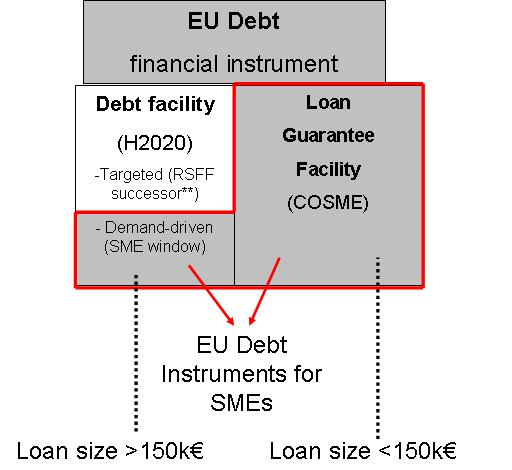 EU Debt
financial instrument
Debt facility
(H2020)
-Targeted (RSFF
successor**)
- Demand-driven
(SME window)
Loan
Guarantee
Facility
(COSME)
EU Debt
Instruments for
SMEs
Loan size >150k€
Loan size <150k€